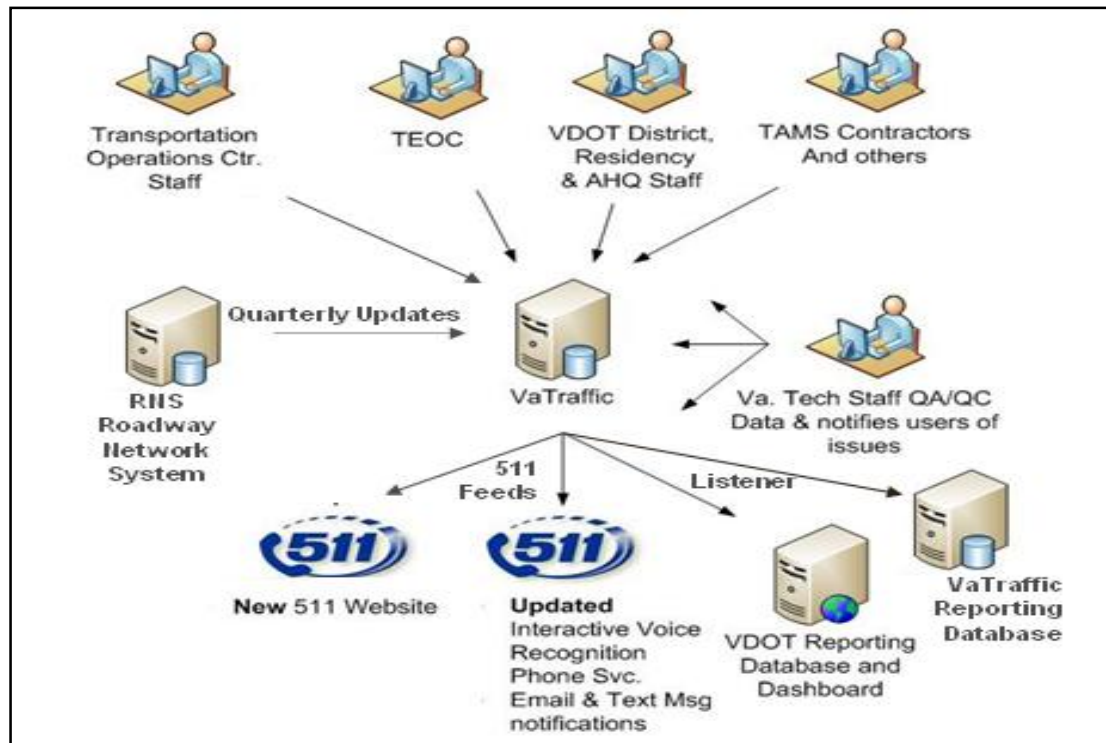 Transportation
Operations Ctr.
Staff
TEOC
VDOT District,
Residency
& AHQ Staff
TAMS Contractors
And others
Quarterly Updates
RNS
Roadway
Network
System
VaTraffic
Va. Tech Staff QA/QC
Data & notifies users of
issues
511
Feeds
Listener
511
New 511 Website
511
Updated
Interactive Voice
Recognition
Phone Svc.
Email & Text Msg
notifications
VDOT Reporting
Database and
Dashboard
VaTraffic
Reporting
Database